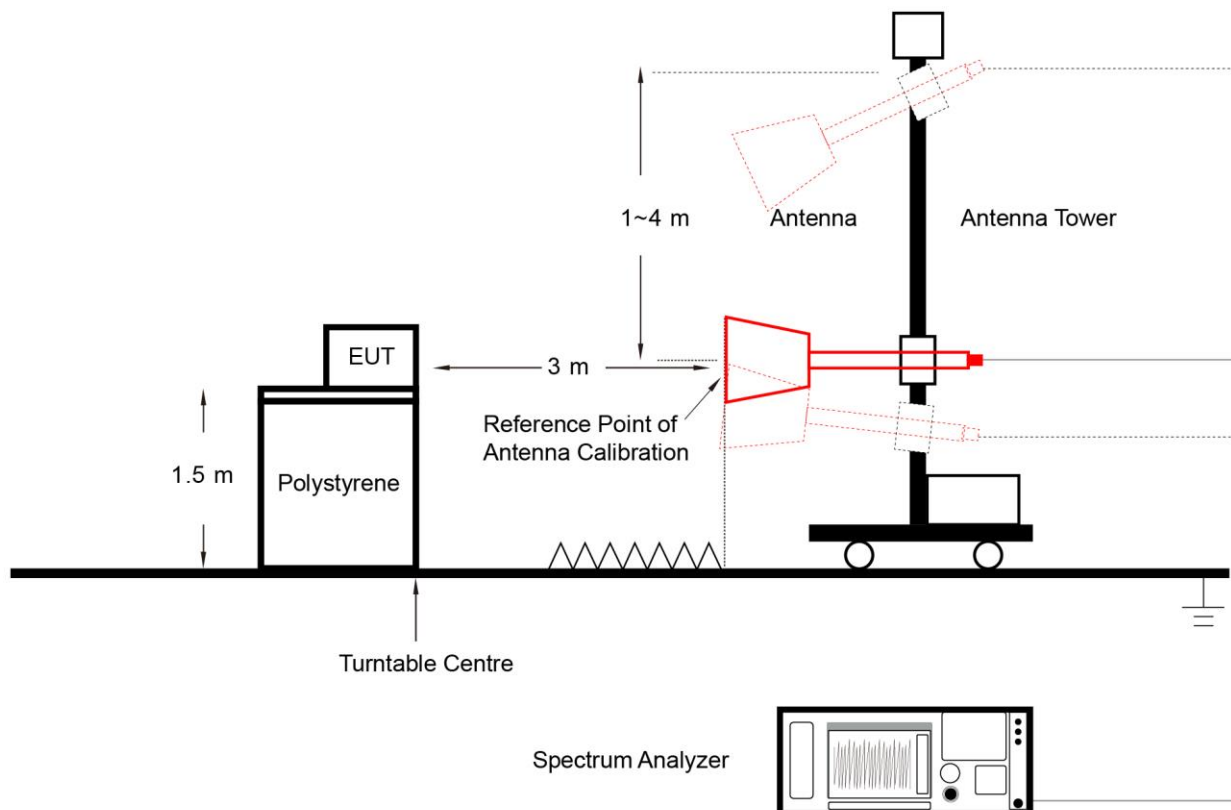 1~4 m
Antenna
Antenna Tower
EUT
3 m
Reference Point of
Antenna Calibration
1.5 m
Polystyrene
Turntable Centre
Spectrum Analyzer